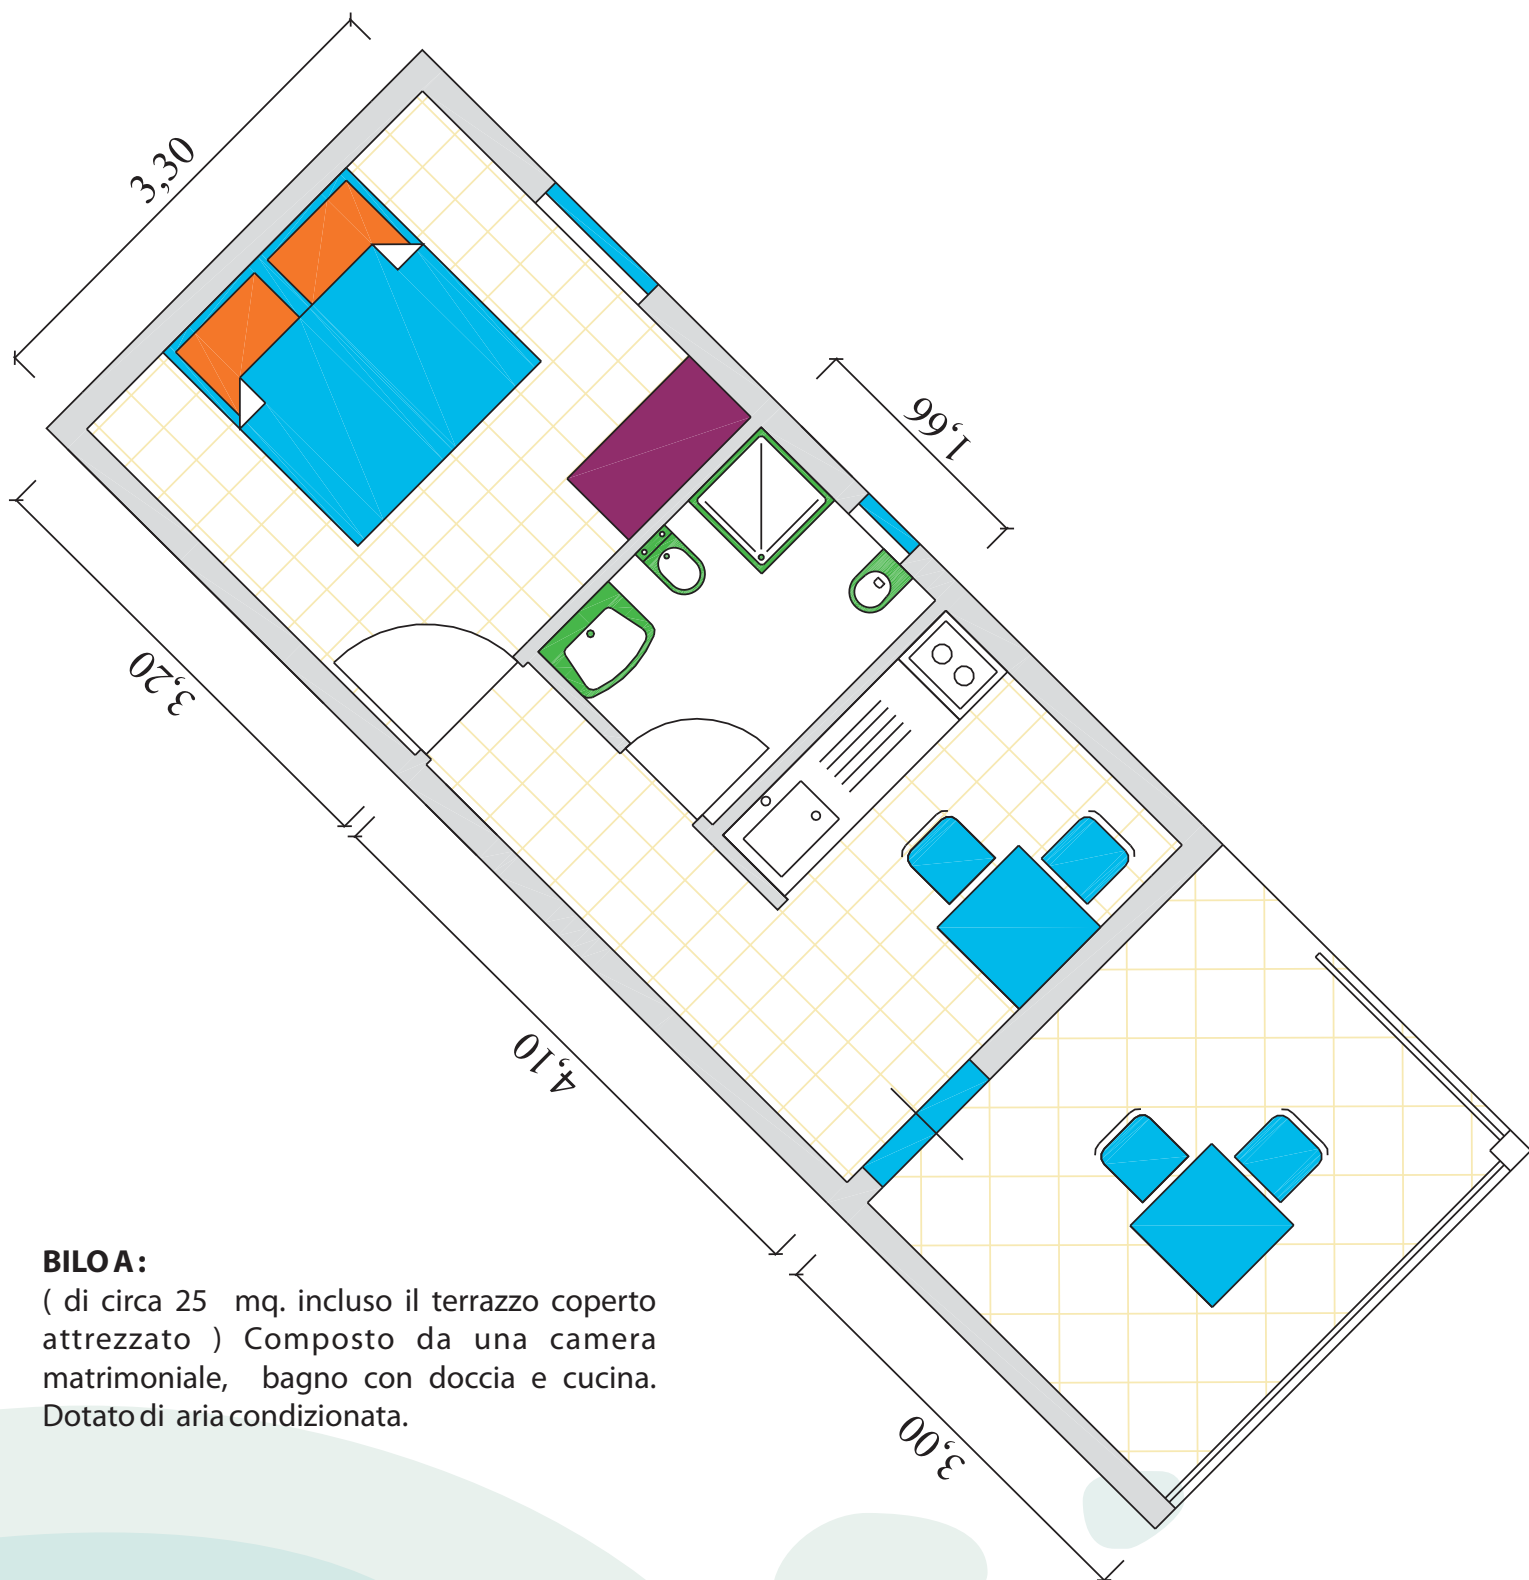 3,30
1,66
3,20
4,10
3,00
BILO A :
( di circa 25 mq. incluso il terrazzo coperto
attrezzato ) Composto da una camera
matrimoniale, bagno con doccia e cucina.
Dotato di aria condizionata.